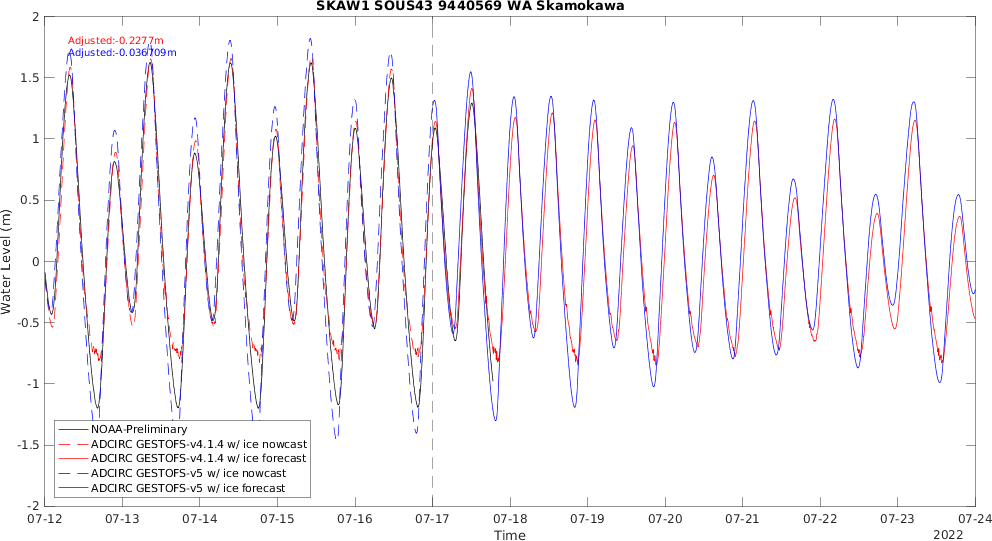 SKAW1 SOUS43 9440569 WA Skamokawa
Adjusted:-0.2277m
Adjusted:-0.036709m
2
1.5
1
0.5
0
-0.5
-1
-1.5
-2
Water Level (m)
NOAA-Preliminary
ADCIRC GESTOFS-v4.1.4 w/ ice nowcast
ADCIRC GESTOFS-v4.1.4 w/ ice forecast
ADCIRC GESTOFS-v5 w/ ice nowcast
ADCIRC GESTOFS-v5 w/ ice forecast
07-12 07-13 07-14 07-15 07-16 07-17 07-18 07-19 07-20 07-21 07-22 07-23 07-24
Time
2022